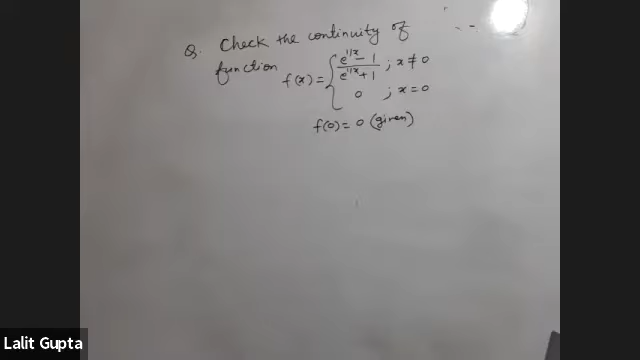 Q. Check the continuity of
function f(x) = { (e^{1/x} - 1)/(e^{1/x} + 1) ; x ≠ 0
0 ; x = 0
f(0) = 0 (given)
Lalit Gupta